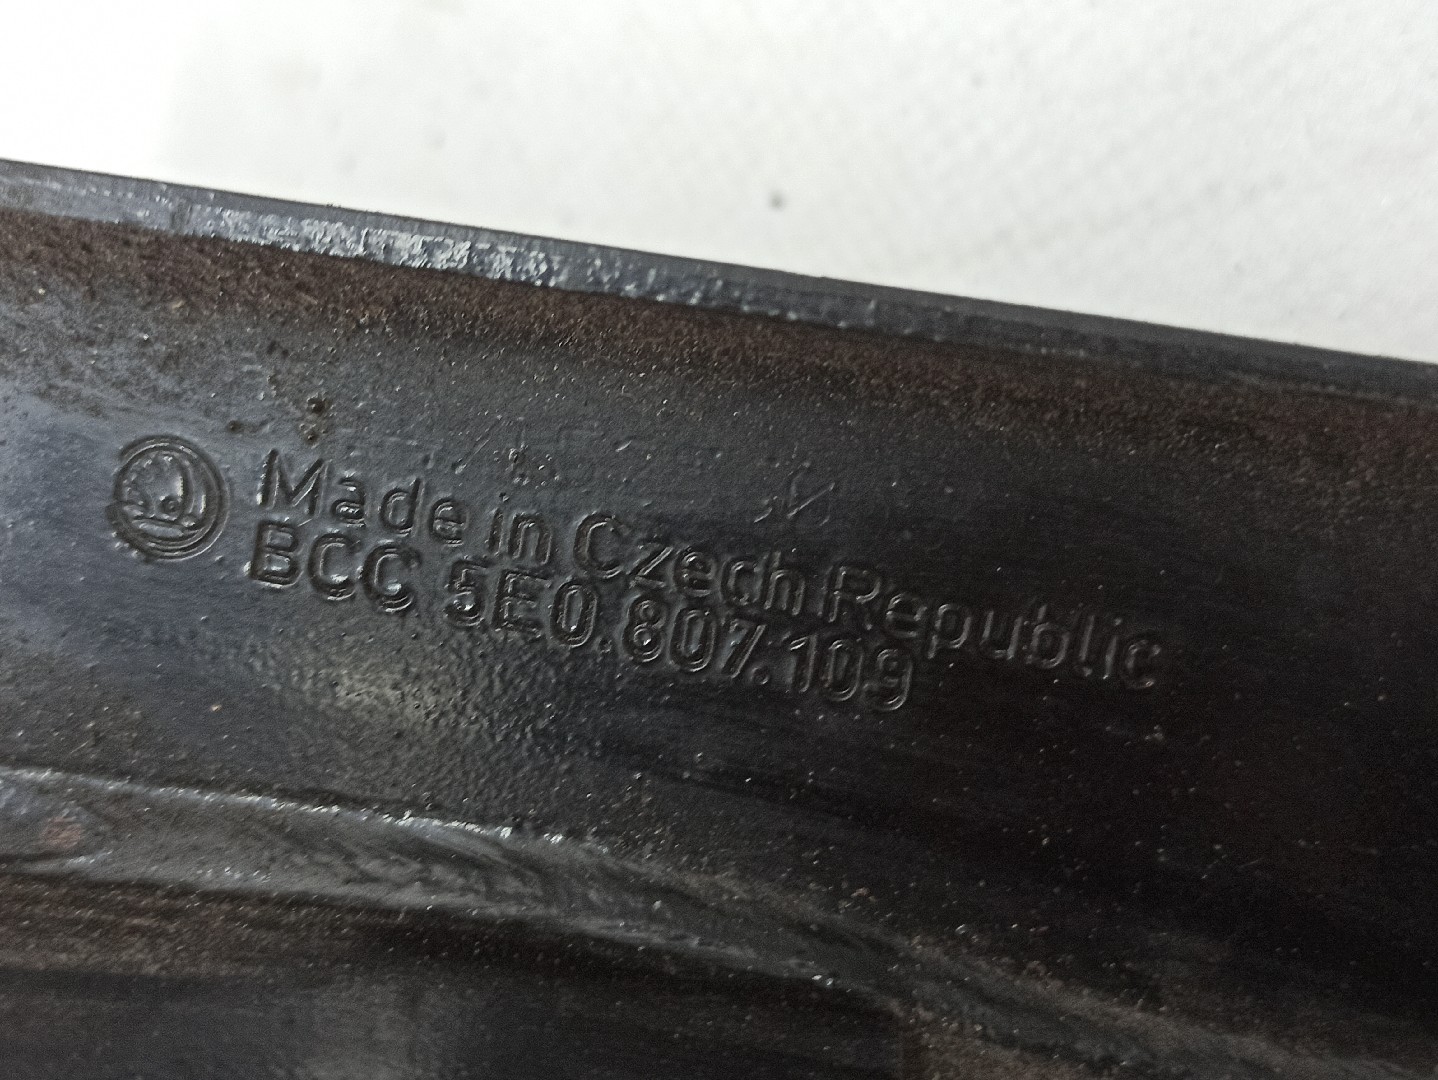 Made in Czech Republic
BCC 5E0.807.109